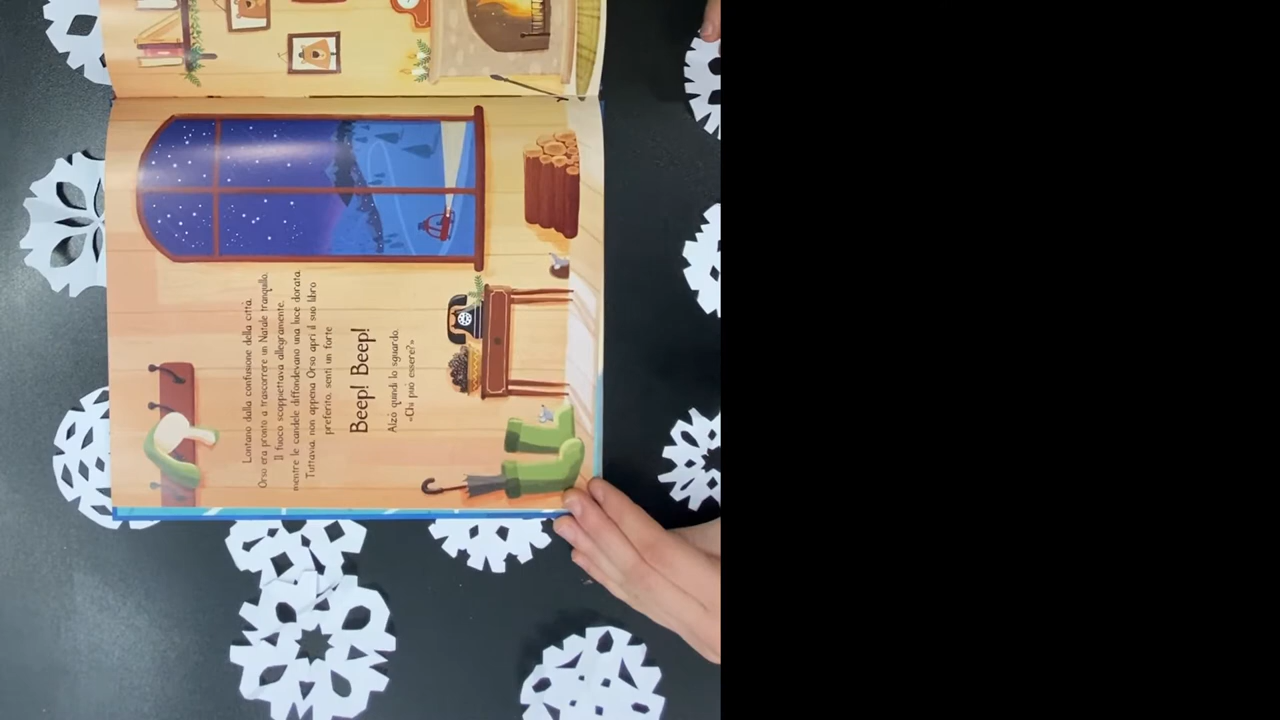 Lontano dalla confusione della città,
Orso era pronto a trascorrere un Natale tranquillo.
Il fuoco scoppiettava allegramente,
mentre le candele diffondevano una luce dorata.
Tuttavia, non appena Orso aprì il suo libro
preferito, sentì un forte
Beep! Beep!
Alzò quindi lo sguardo.
«Chi può essere?»